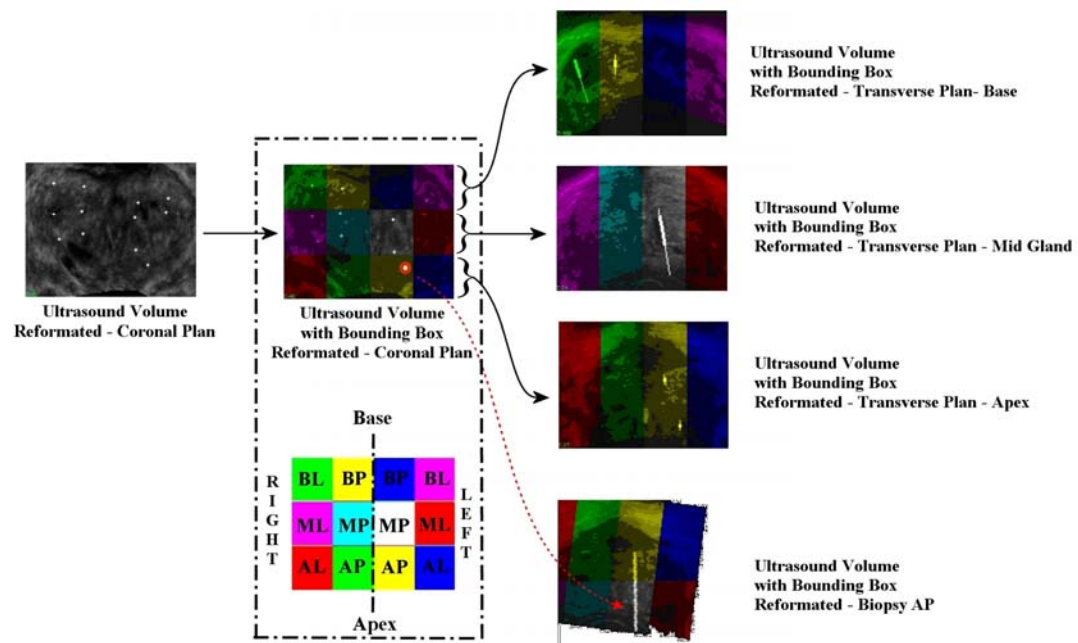 Ultrasound Volume
with Bounding Box
Reformated - Transverse Plan- Base
Ultrasound Volume
with Bounding Box
Reformated - Transverse Plan - Mid Gland
Ultrasound Volume
Reformated - Coronal Plan
Ultrasound Volume
with Bounding Box
Reformated - Coronal Plan
Ultrasound Volume
with Bounding Box
Reformated - Transverse Plan - Apex
Base
RIGHT
BL BP BP BL
ML MP MP ML
AL AP AP AL
LEFT
Apex
Ultrasound Volume
with Bounding Box
Reformated - Biopsy AP